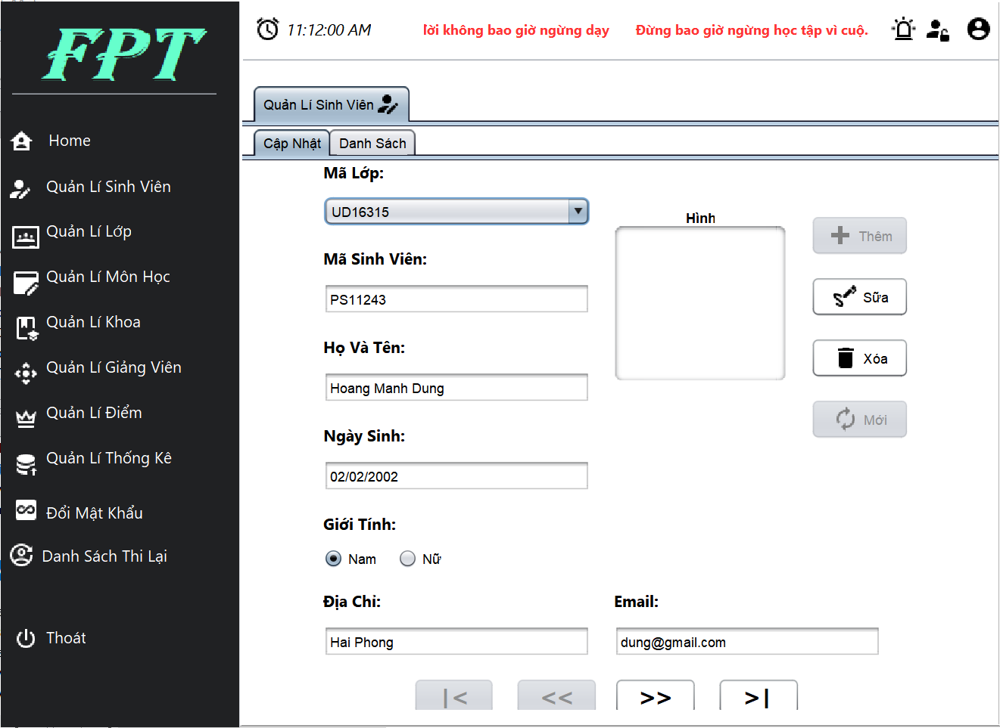 FPT
Home
Quản Lí Sinh Viên
Quản Lí Lớp
Quản Lí Môn Học
Quản Lí Khoa
Quản Lí Giảng Viên
Quản Lí Điểm
Quản Lí Thống Kê
Đổi Mật Khẩu
Danh Sách Thi Lại
Thoát
11:12:00 AM
lời không bao giờ ngừng dạy Đừng bao giờ ngừng học tập vì cuộ.
Quản Lí Sinh Viên
Cập Nhật Danh Sách
Mã Lớp:
UD16315
Mã Sinh Viên:
PS11243
Họ Và Tên:
Hoang Manh Dung
Ngày Sinh:
02/02/2002
Giới Tính:
Nam Nữ
Địa Chỉ:
Hai Phong
Email:
dung@gmail.com
Hình
Thêm
Sữa
Xóa
Mới
|< << >> >|